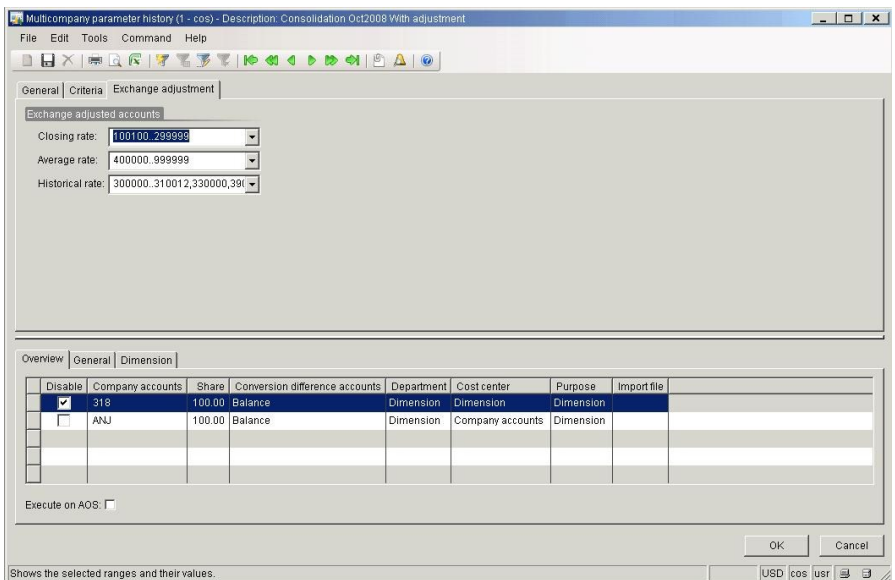 Multicompany parameter history (1 - cos) - Description: Consolidation Oct2008 With adjustment
File Edit Tools Command Help
General Criteria Exchange adjustment
Exchange adjusted accounts
Closing rate: 100100..299999
Average rate: 400000..999999
Historical rate: 300000..310012,330000,390
Overview General Dimension
Disable Company accounts Share Conversion difference accounts Department Cost center Purpose Import file
318 100.00 Balance Dimension Dimension Dimension
ANJ 100.00 Balance Dimension Company accounts Dimension
Execute on AOS:
OK Cancel
Shows the selected ranges and their values. USD cos usr